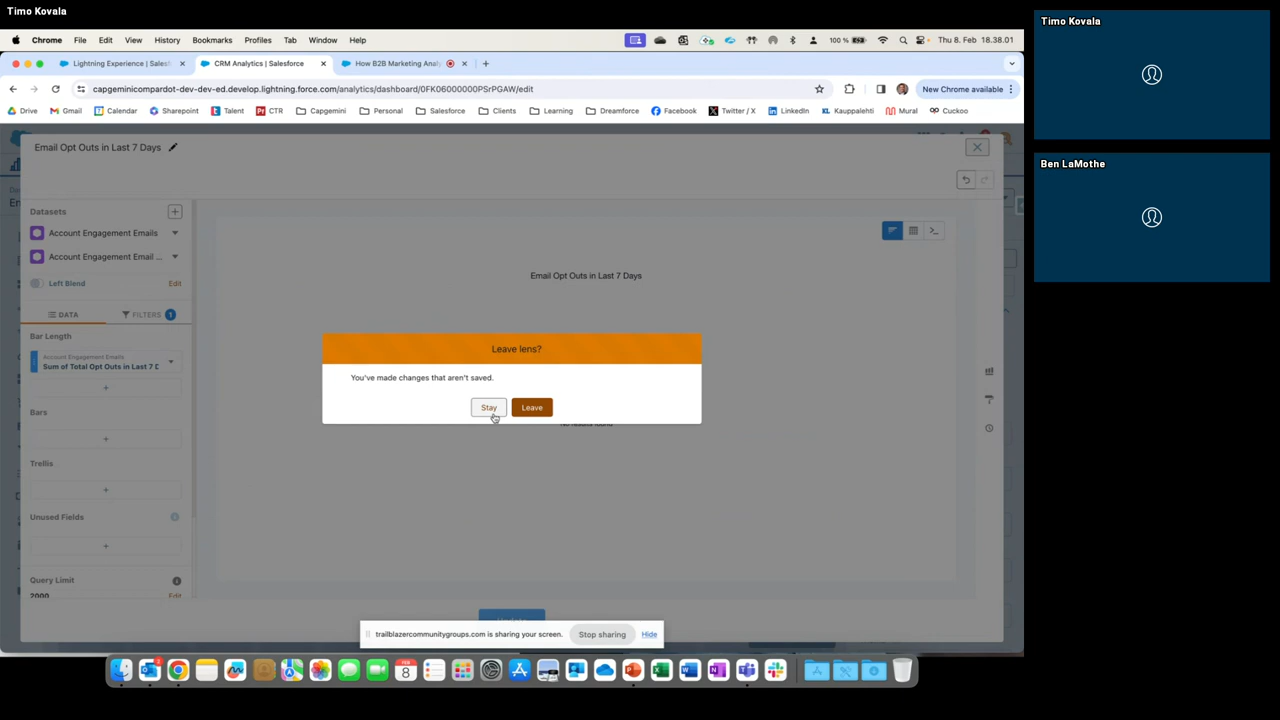 Timo Kovala
Chrome File Edit View History Bookmarks Profiles Tab Window Help
100 % Thu 8. Feb 18.38.01
Lightning Experience | Salesf
CRM Analytics | Salesforce
How B2B Marketing Anal
capgeminicompardot-dev-dev-ed.develop.lightning.force.com/analytics/dashboard/0FK06000000PSrPGAW/edit
New Chrome available
Drive Gmail Calendar Sharepoint Talent CTR Capgemini Personal Salesforce Clients Learning Dreamforce Facebook Twitter / X LinkedIn Kauppalehti Mural Cuckoo
Email Opt Outs in Last 7 Days
Datasets
Account Engagement Emails
Account Engagement Email ...
Left Blend Edit
DATA FILTERS 1
Bar Length
Account Engagement Emails
Sum of Total Opt Outs in Last 7 D
Bars
Trellis
Unused Fields
Query Limit
2000 Edit
Email Opt Outs in Last 7 Days
Leave lens?
You've made changes that aren't saved.
Stay Leave
trailblazercommunitygroups.com is sharing your screen. Stop sharing Hide
FEB
8
Timo Kovala
Ben LaMothe